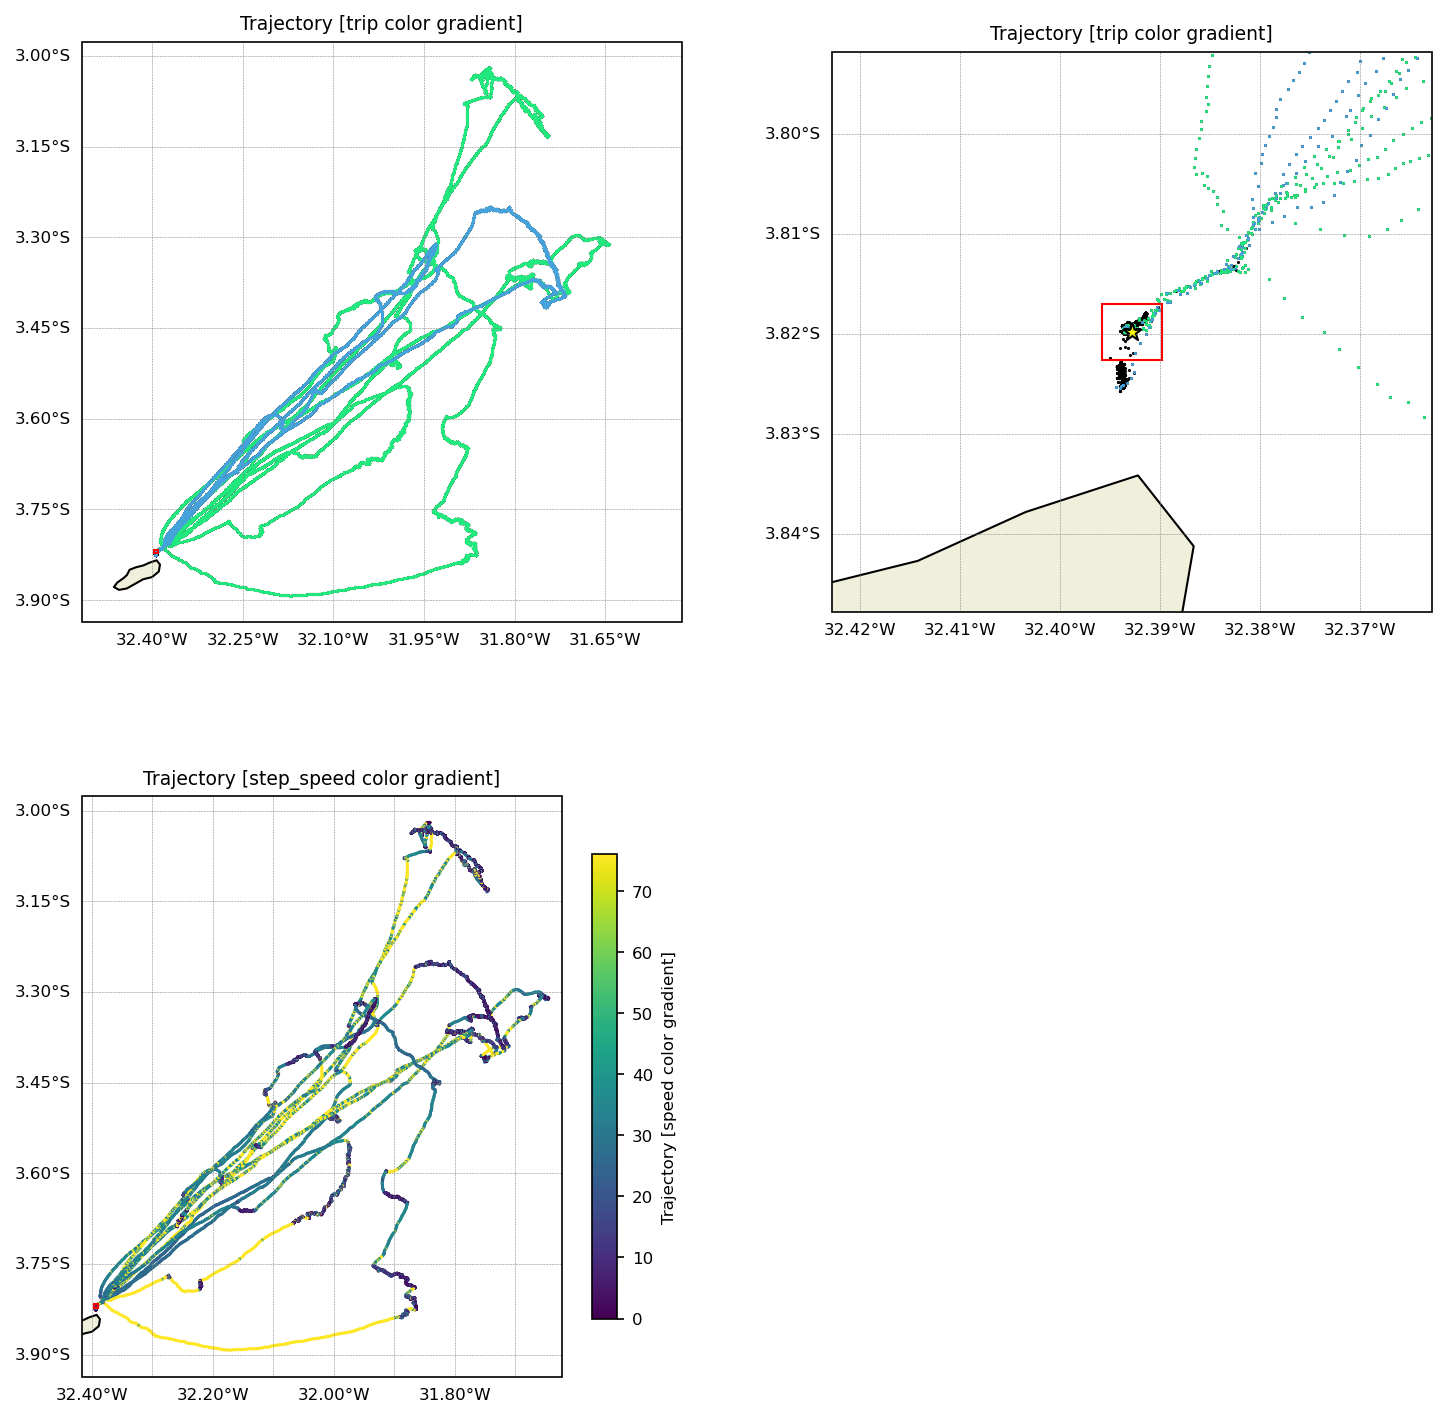 Trajectory [trip color gradient]
3.00°S
3.15°S
3.30°S
3.45°S
3.60°S
3.75°S
3.90°S
32.40°W 32.25°W 32.10°W 31.95°W 31.80°W 31.65°W
Trajectory [trip color gradient]
3.80°S
3.81°S
3.82°S
3.83°S
3.84°S
32.42°W 32.41°W 32.40°W 32.39°W 32.38°W 32.37°W
Trajectory [step_speed color gradient]
3.00°S
3.15°S
3.30°S
3.45°S
3.60°S
3.75°S
3.90°S
32.40°W 32.20°W 32.00°W 31.80°W
70
60
50
40
30
20
10
0
Trajectory [speed color gradient]